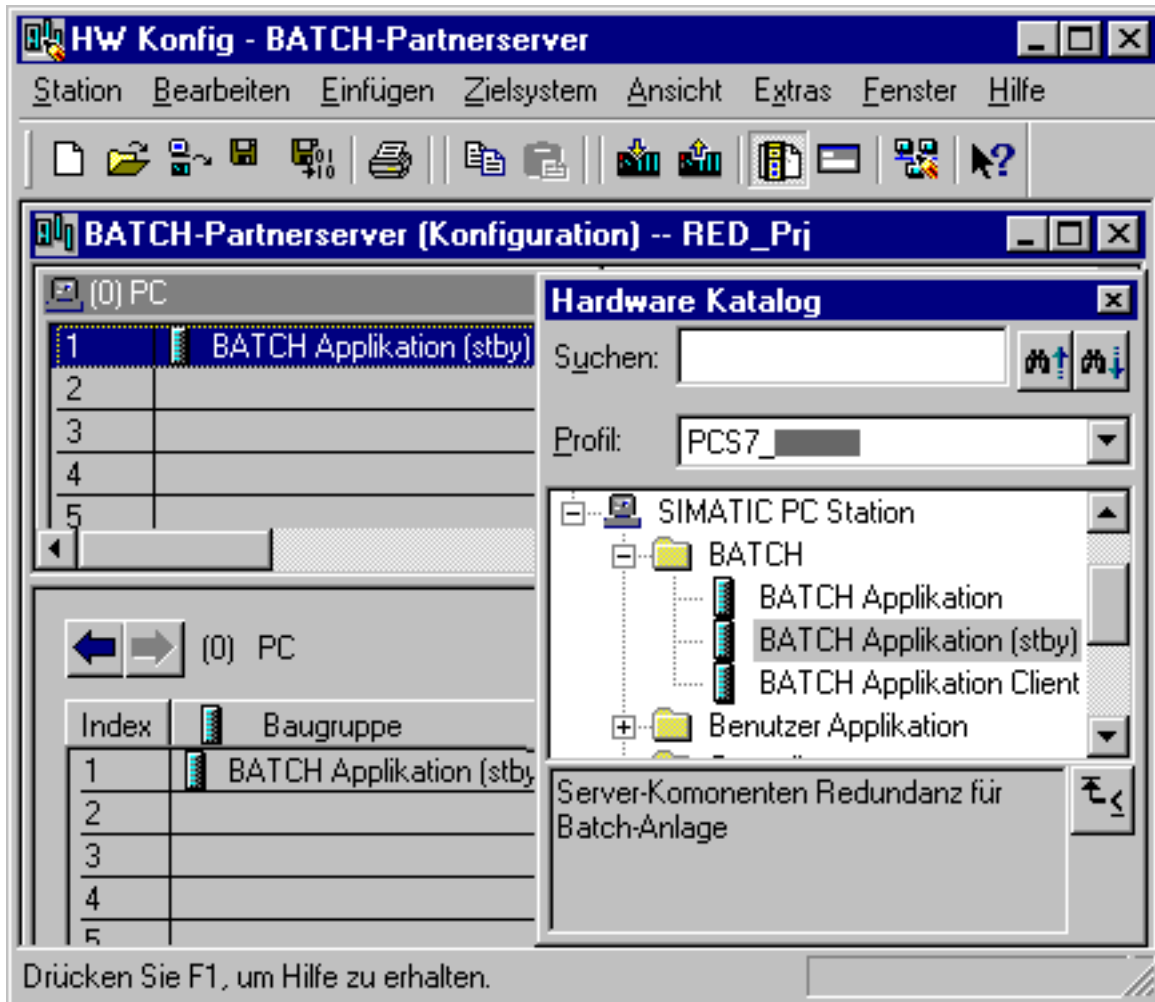 HW Konfig - BATCH-Partnerserver
Station Bearbeiten Einfügen Zielsystem Ansicht Extras Fenster Hilfe
BATCH-Partnerserver (Konfiguration) -- RED_Prj
(0) PC
1 BATCH Applikation (stby)
2
3
4
5
Hardware Katalog
Suchen:
Profil: PCS7_
SIMATIC PC Station
BATCH
BATCH Applikation
BATCH Applikation (stby)
BATCH Applikation Client
Benutzer Applikation
Server-Komonenten Redundanz für
Batch-Anlage
(0) PC
Index Baugruppe
1 BATCH Applikation (stby
2
3
4
5
Drücken Sie F1, um Hilfe zu erhalten.